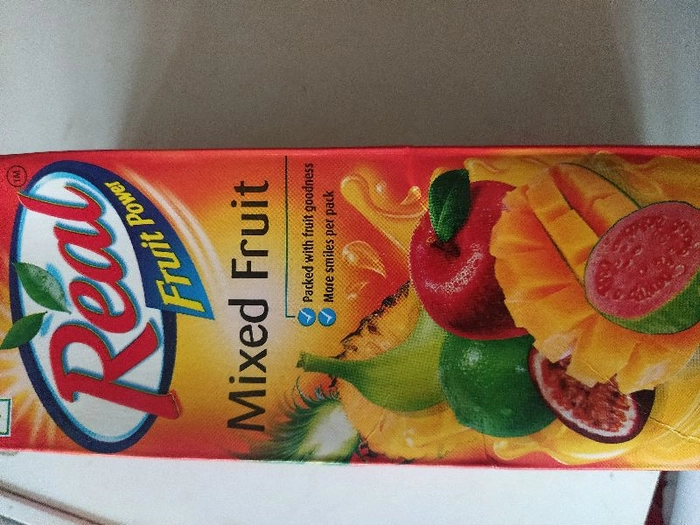 Real
TM
Fruit Power
Mixed Fruit
Packed with fruit goodness
More smiles per pack